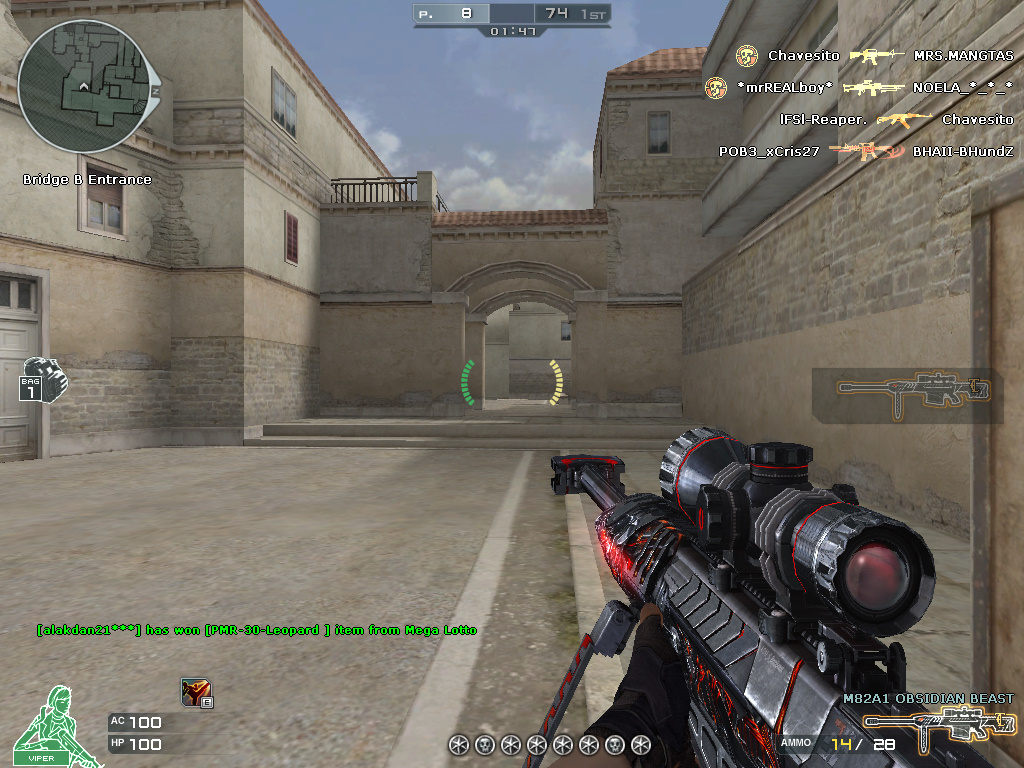 P. 8 74 1ST
01:47
Chavesito MRS.MANGTAS
*mrREALboy* NOELA_*_*_*
IFSl-Reaper. Chavesito
POB3_xCris27 BHAII-BHundZ
N
Bridge B Entrance
BAG
1
[alakdan21***] has won [PMR-30-Leopard ] item from Mega Lotto
E
M82A1 OBSIDIAN BEAST
AC 100
HP 100
VIPER
AMMO 14/ 28